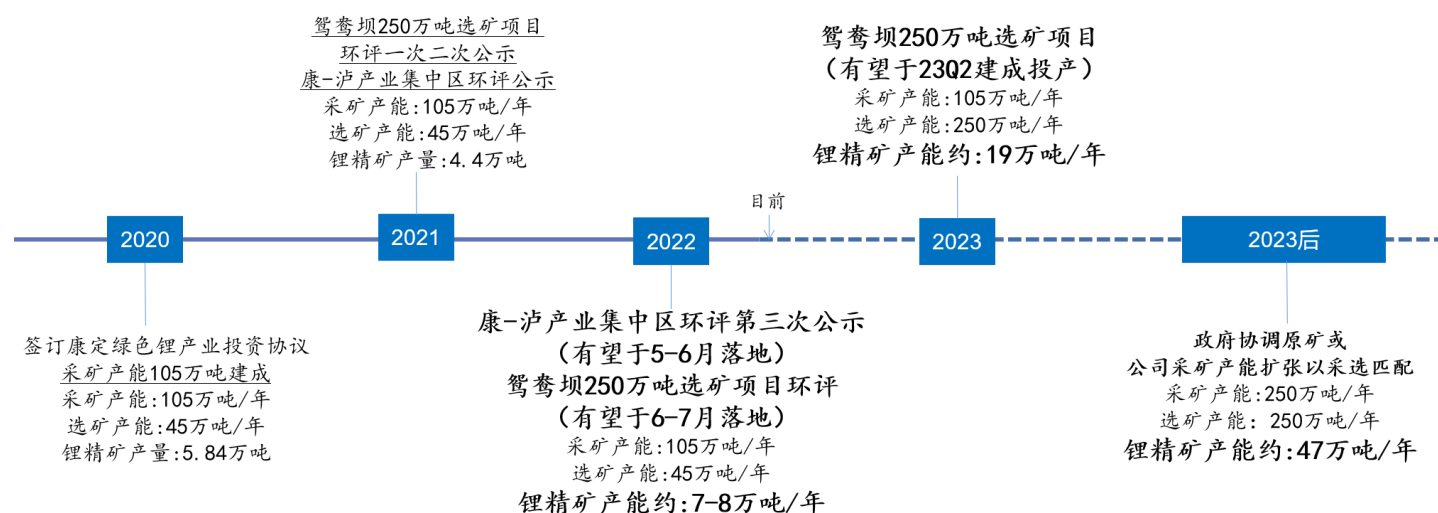 鸳鸯坝250万吨选矿项目
环评一次二次公示
康-泸产业集中区环评公示
采矿产能:105万吨/年
选矿产能:45万吨/年
锂精矿产量:4.4万吨
鸳鸯坝250万吨选矿项目
（有望于23Q2建成投产）
采矿产能:105万吨/年
选矿产能:250万吨/年
锂精矿产能约:19万吨/年
目前
2020
2021
2022
2023
2023后
签订康定绿色锂产业投资协议
采矿产能105万吨建成
采矿产能:105万吨/年
选矿产能:45万吨/年
锂精矿产量:5.84万吨
康-泸产业集中区环评第三次公示
（有望于5-6月落地）
鸳鸯坝250万吨选矿项目环评
（有望于6-7月落地）
采矿产能:105万吨/年
选矿产能:45万吨/年
锂精矿产能约:7-8万吨/年
政府协调原矿或
公司采矿产能扩张以采选匹配
采矿产能:250万吨/年
选矿产能: 250万吨/年
锂精矿产能约:47万吨/年